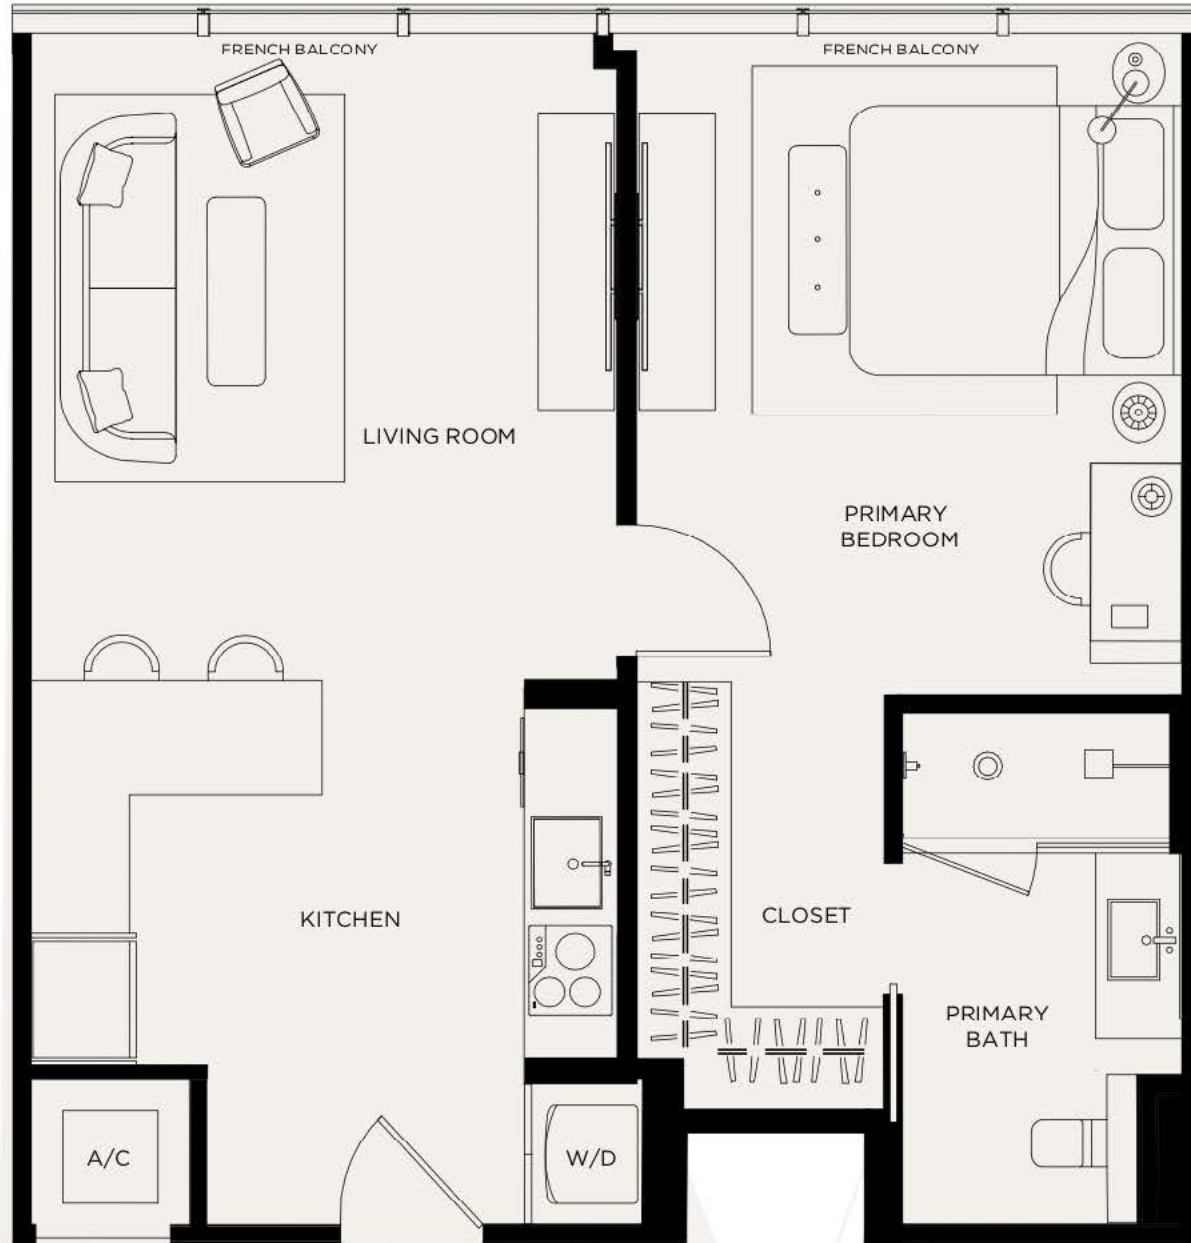 FRENCH BALCONY
FRENCH BALCONY
LIVING ROOM
PRIMARY
BEDROOM
KITCHEN
CLOSET
PRIMARY
BATH
A/C
W/D